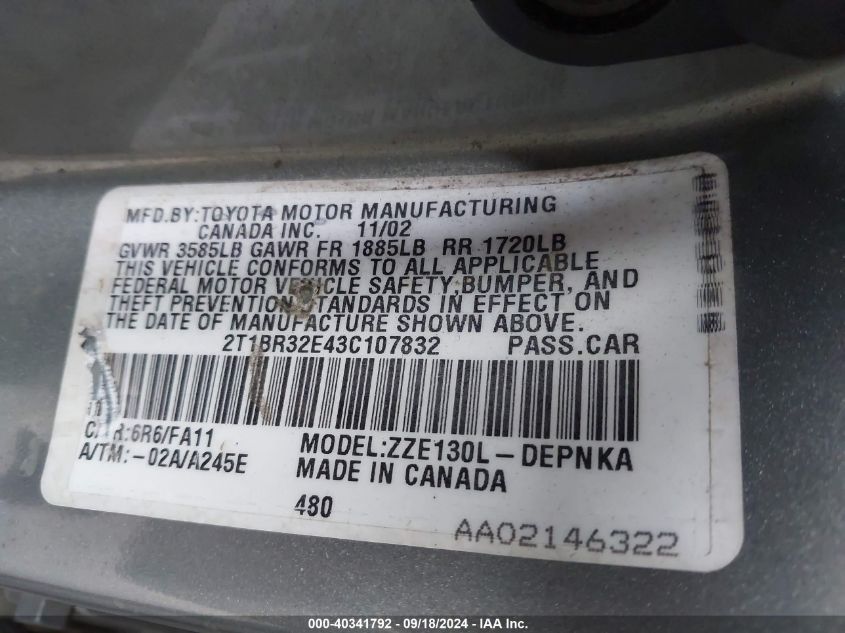 MFD.BY:TOYOTA MOTOR MANUFACTURING
CANADA INC. 11/02
GVWR 3585LB GAWR FR 1885LB RR 1720LB
THIS VEHICLE CONFORMS TO ALL APPLICABLE
FEDERAL MOTOR VEHICLE SAFETY,BUMPER, AND
THEFT PREVENTION STANDARDS IN EFFECT ON
THE DATE OF MANUFACTURE SHOWN ABOVE.
2T1BR32E43C107832 PASS.CAR
C/TR:6R6/FA11 MODEL:ZZE130L-DEPNKA
A/TM:-02A/A245E MADE IN CANADA
480
AA02146322
000-40341792 - 09/18/2024 - IAA Inc.